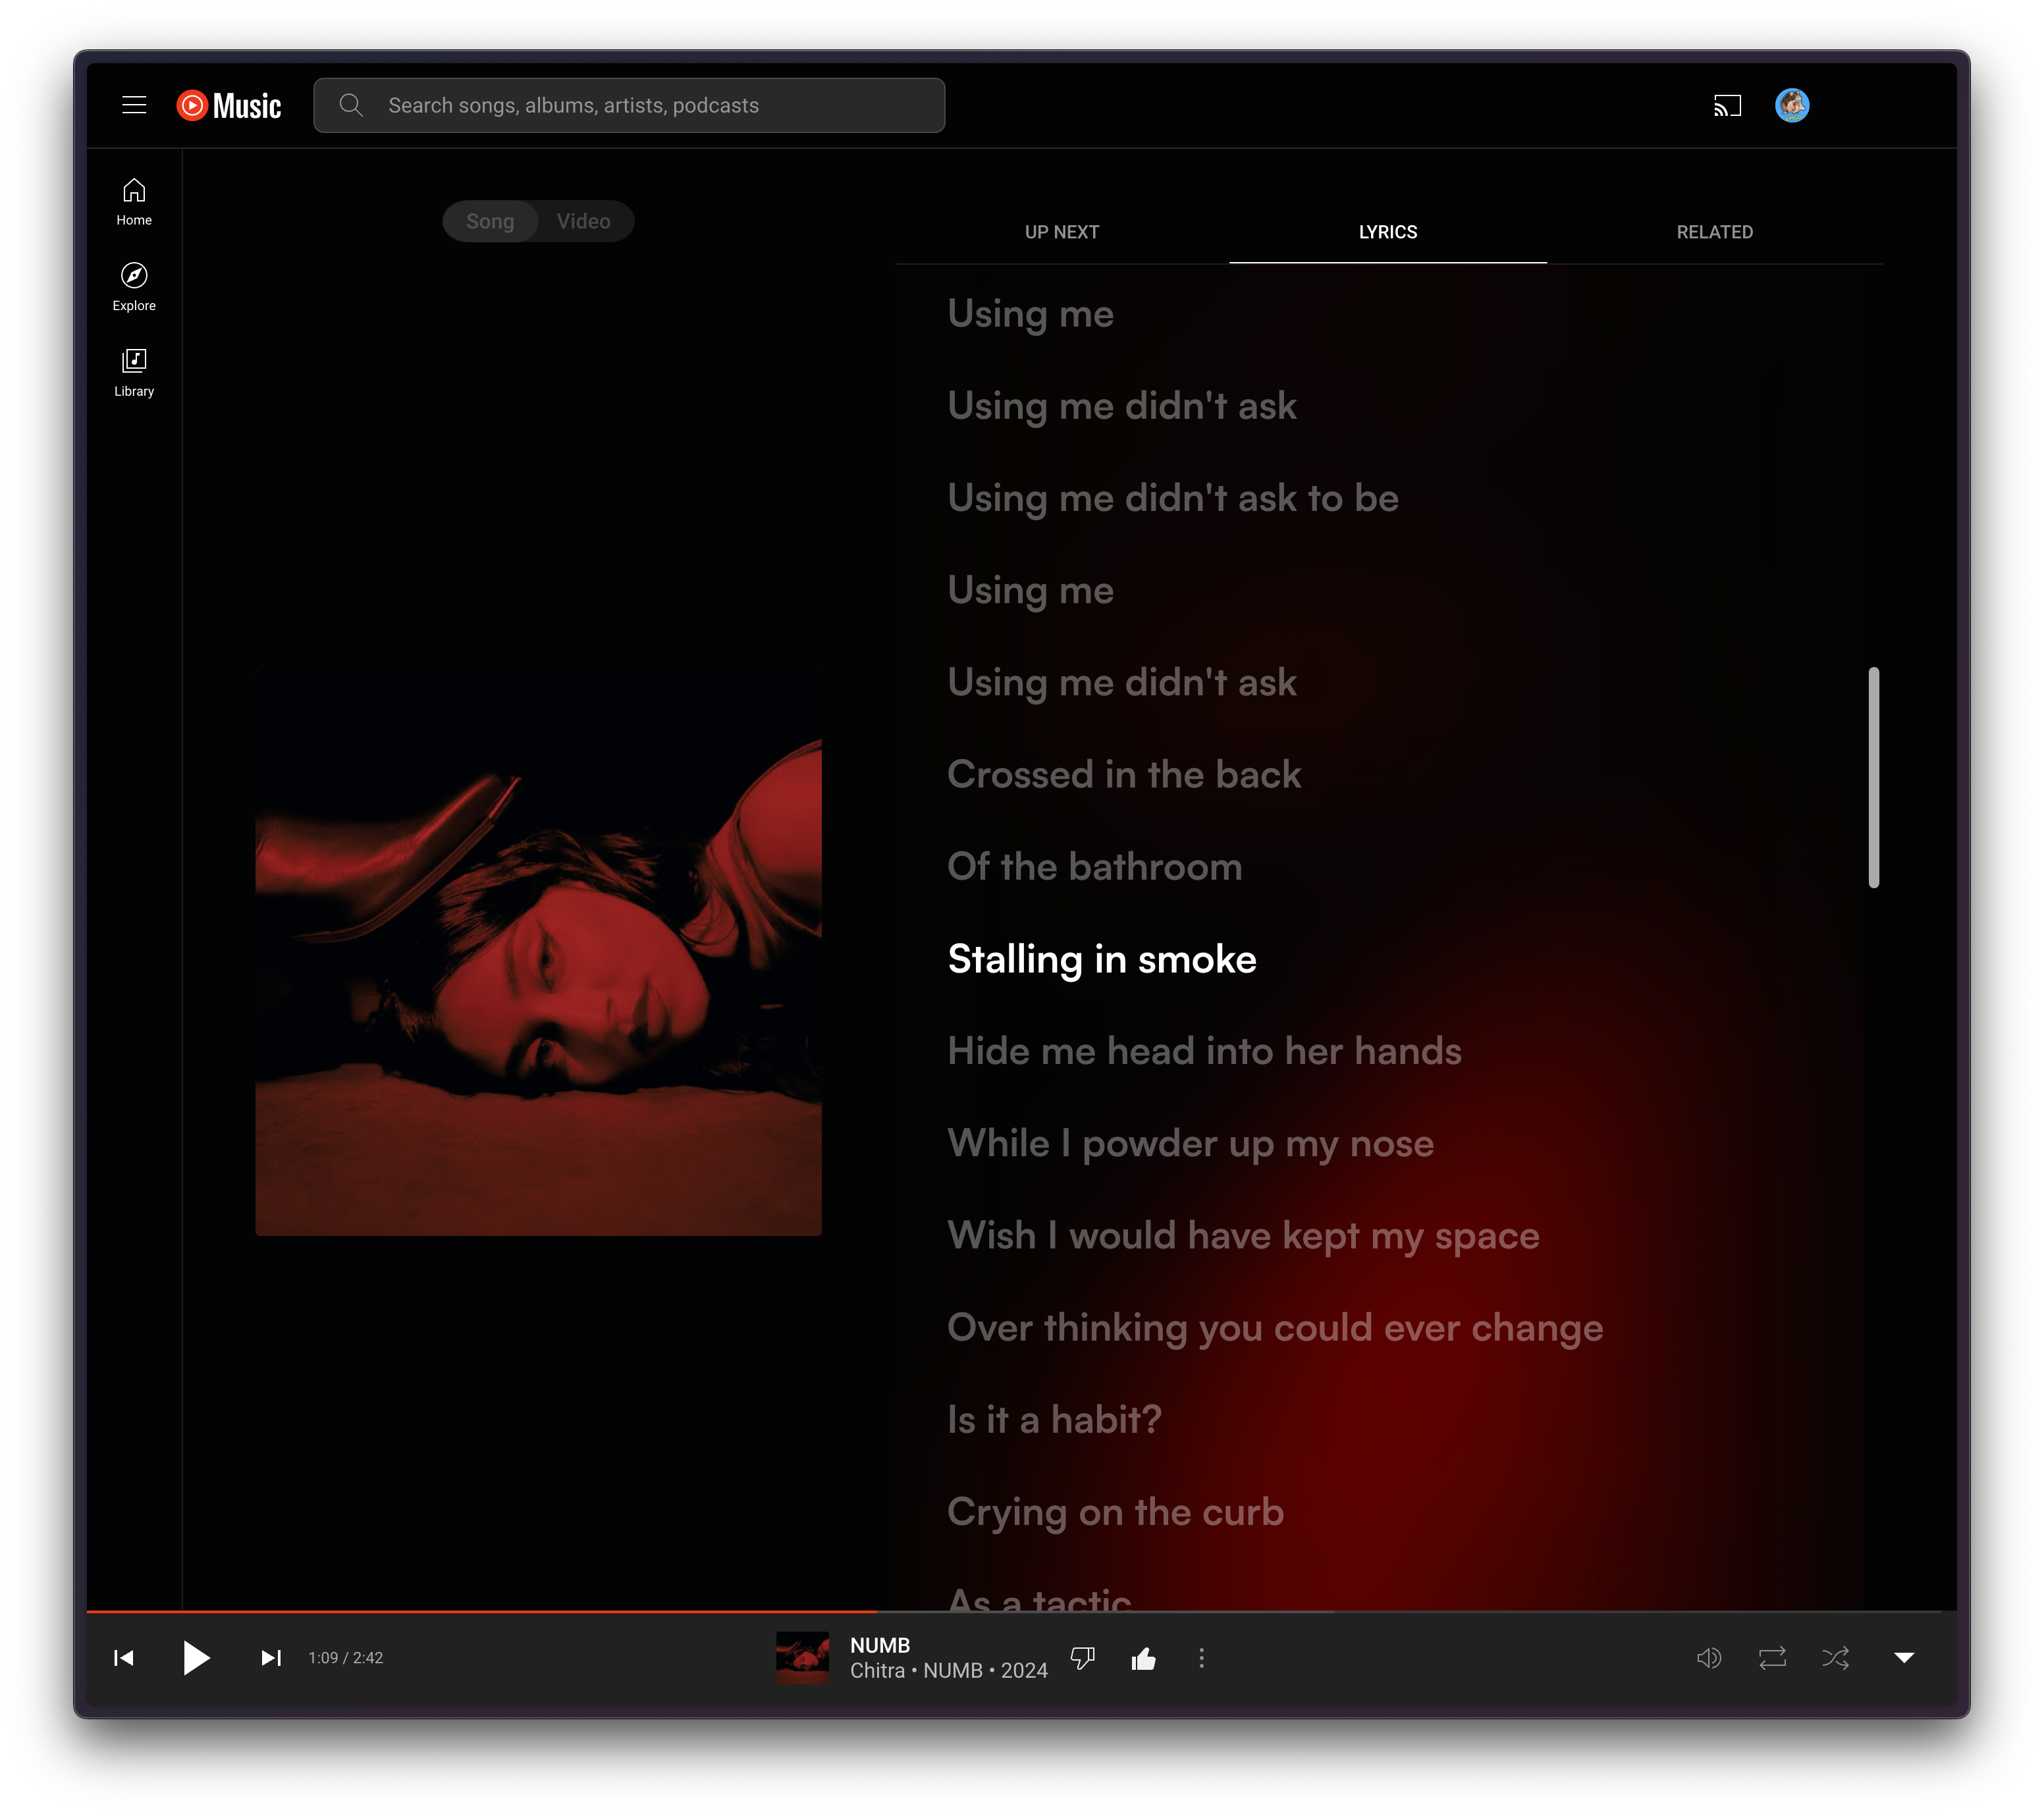 Music
Search songs, albums, artists, podcasts
Home
Explore
Library
Song
Video
UP NEXT
LYRICS
RELATED
Using me
Using me didn't ask
Using me didn't ask to be
Using me
Using me didn't ask
Crossed in the back
Of the bathroom
Stalling in smoke
Hide me head into her hands
While I powder up my nose
Wish I would have kept my space
Over thinking you could ever change
Is it a habit?
Crying on the curb
As a tactic
1:09 / 2:42
NUMB
Chitra • NUMB • 2024